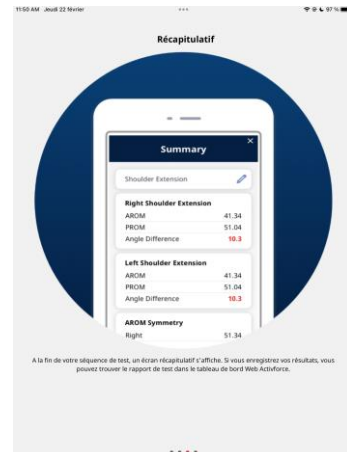 11:50 AM Jeudi 22 février
97 %
Récapitulatif
Summary
Shoulder Extension
Right Shoulder Extension
AROM 41.34
PROM 51.04
Angle Difference 10.3
Left Shoulder Extension
AROM 41.34
PROM 51.04
Angle Difference 10.3
AROM Symmetry
Right 51.34
A la fin de votre séquence de test, un écran récapitulatif s'affiche. Si vous enregistrez vos résultats, vous
pouvez trouver le rapport de test dans le tableau de bord Web Activforce.